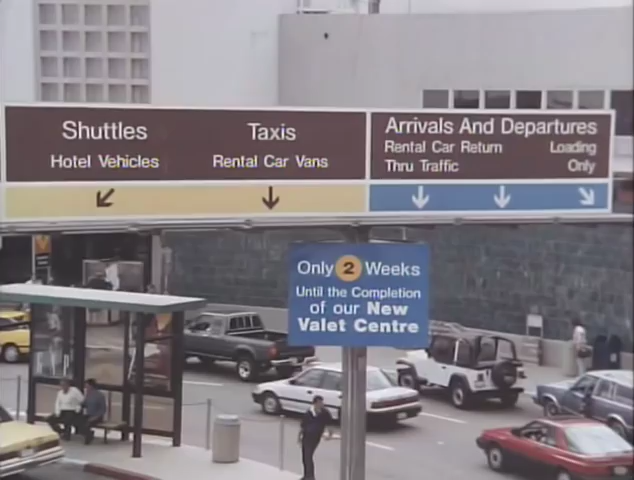 Shuttles
Hotel Vehicles
Taxis
Rental Car Vans
Arrivals And Departures
Rental Car Return
Thru Traffic
Loading
Only
Only 2 Weeks
Until the Completion
of our New
Valet Centre